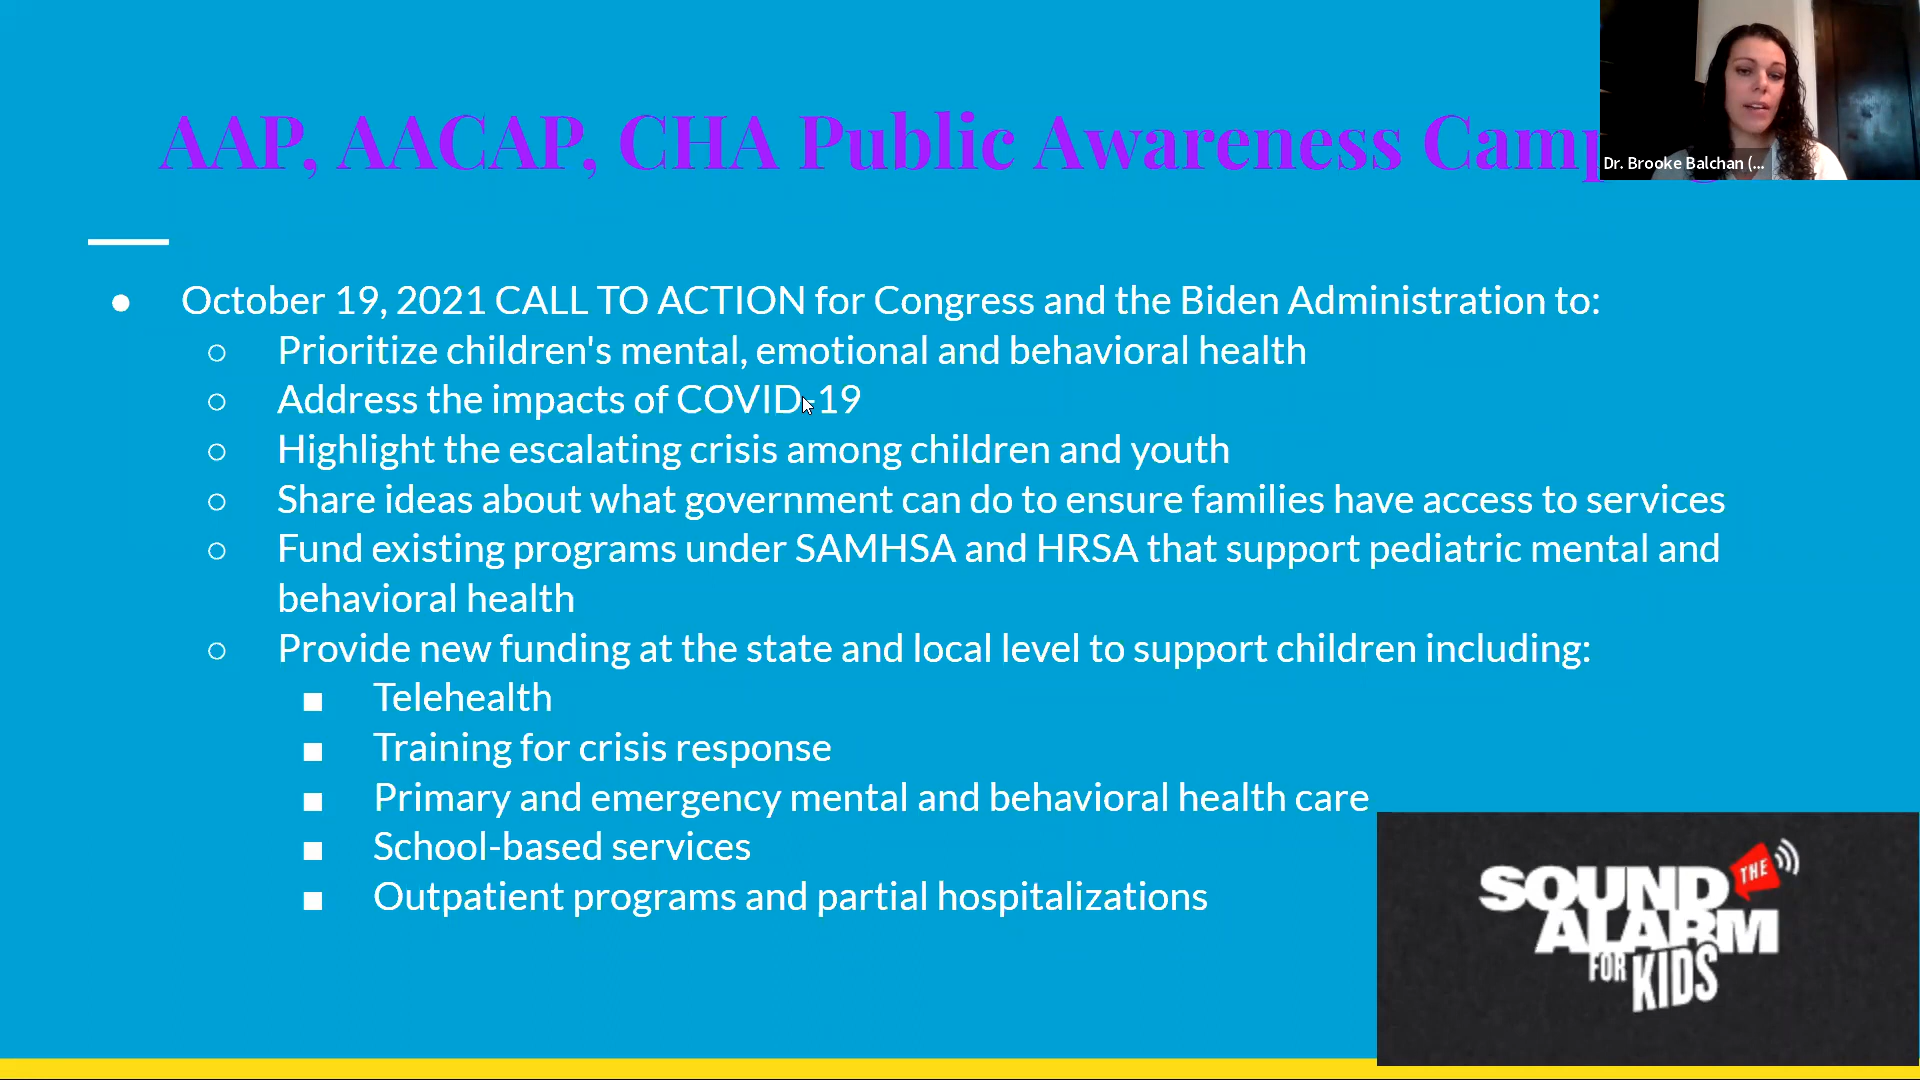 AAP, AACAP, CHA Public Awareness Camp
Dr. Brooke Balchan (...
● October 19, 2021 CALL TO ACTION for Congress and the Biden Administration to:
○ Prioritize children's mental, emotional and behavioral health
○ Address the impacts of COVID-19
○ Highlight the escalating crisis among children and youth
○ Share ideas about what government can do to ensure families have access to services
○ Fund existing programs under SAMHSA and HRSA that support pediatric mental and
behavioral health
○ Provide new funding at the state and local level to support children including:
■ Telehealth
■ Training for crisis response
■ Primary and emergency mental and behavioral health care
■ School-based services
■ Outpatient programs and partial hospitalizations
SOUND THE
ALARM
FOR KIDS